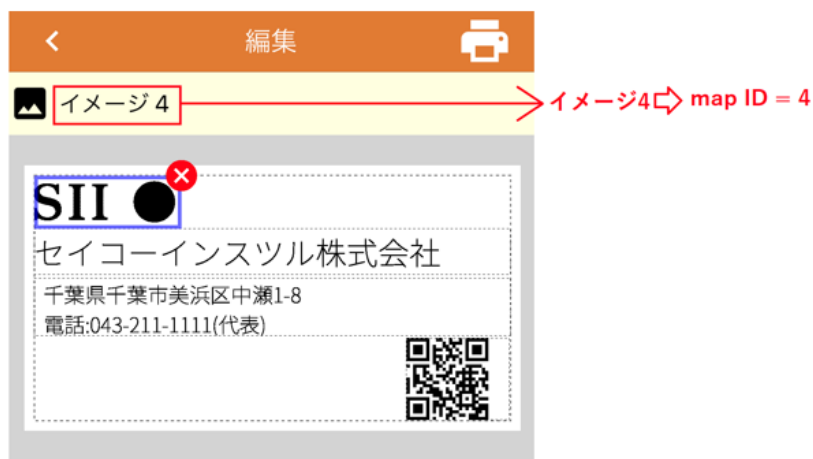 編集
イメージ 4
イメージ4 map ID = 4
SII
セイコーインスツル株式会社
千葉県千葉市美浜区中瀬1-8
電話:043-211-1111(代表)